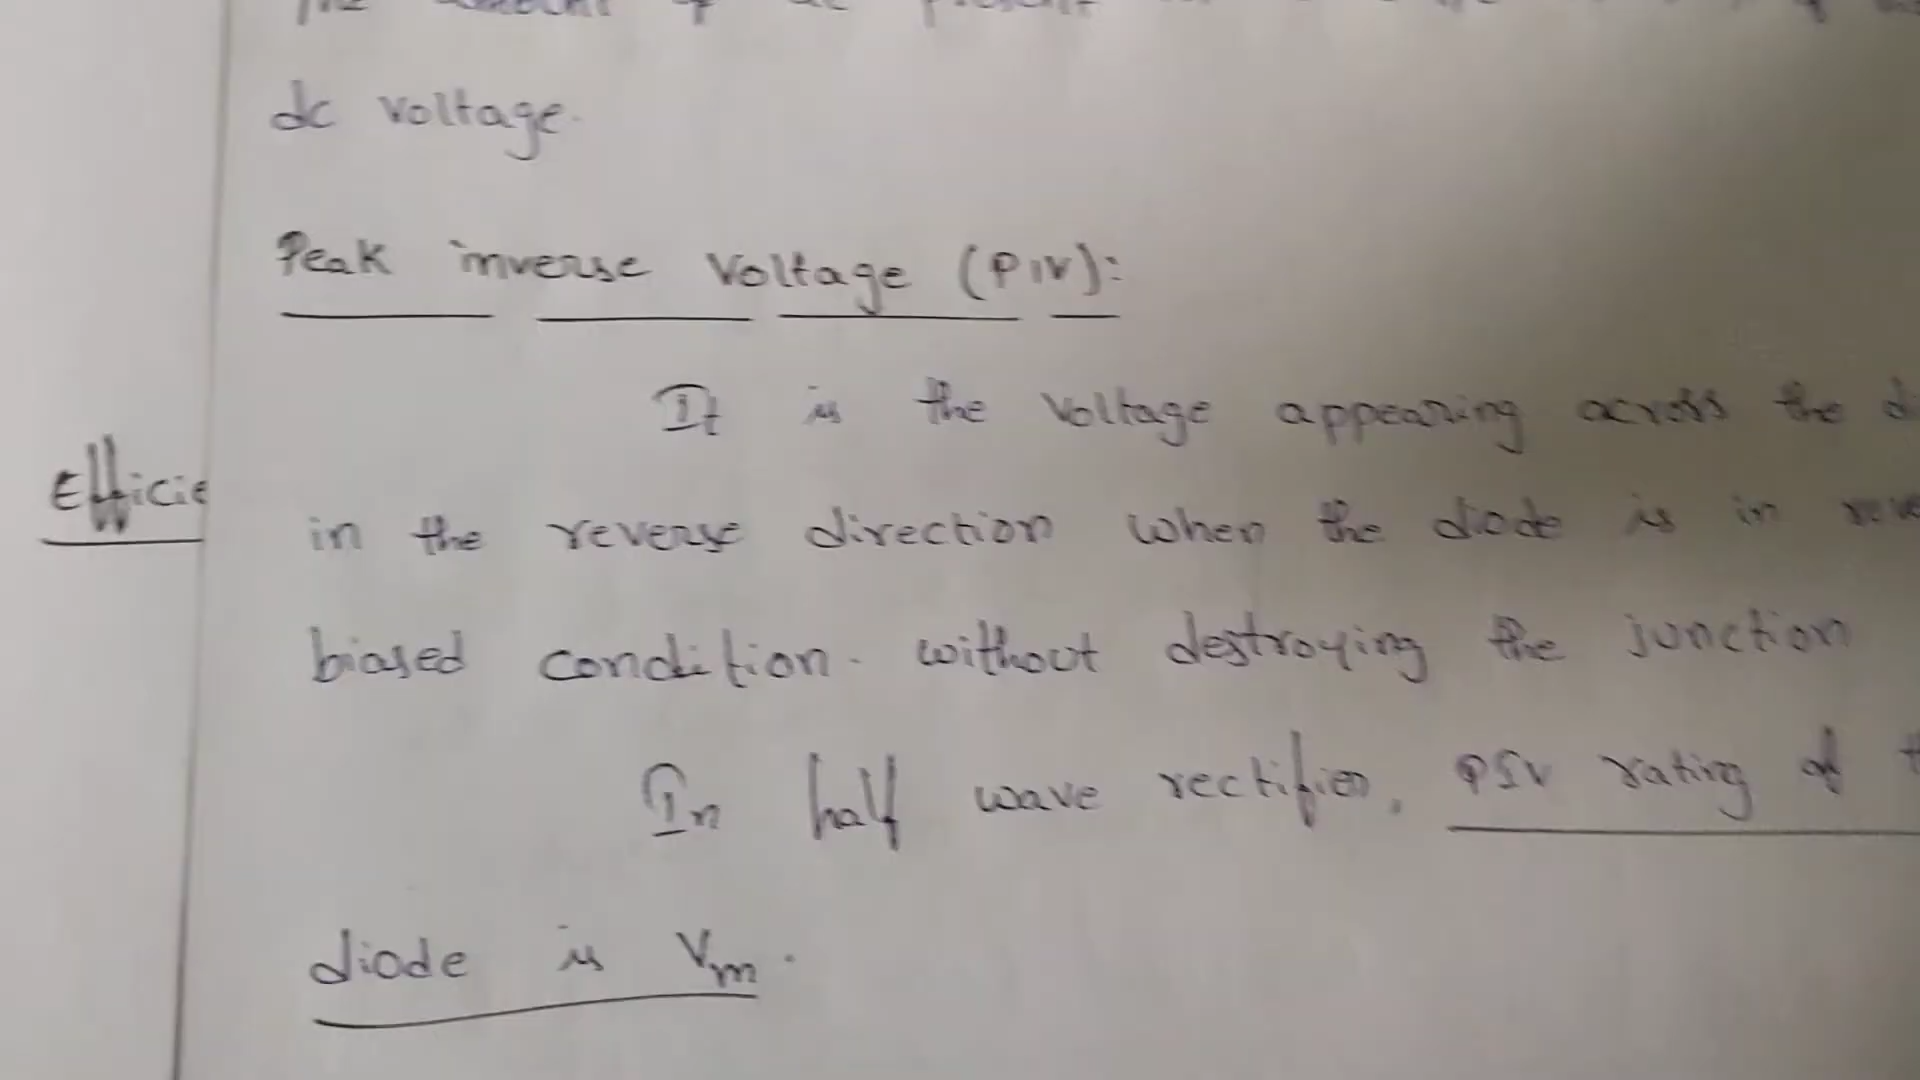 dc voltage.
Peak inverse Voltage (PIV):
It is the Voltage appearing across the
Efficie
in the reverse direction when the diode is in
biased condition. without destroying the junction
In half wave rectifier, PIV rating of
diode is Vm.